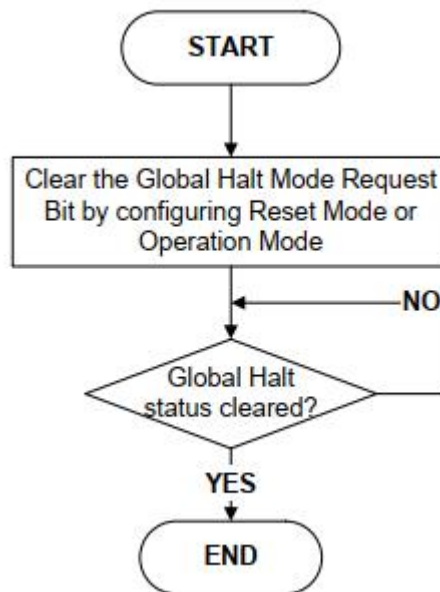 START
Clear the Global Halt Mode Request
Bit by configuring Reset Mode or
Operation Mode
NO
Global Halt
status cleared?
YES
END